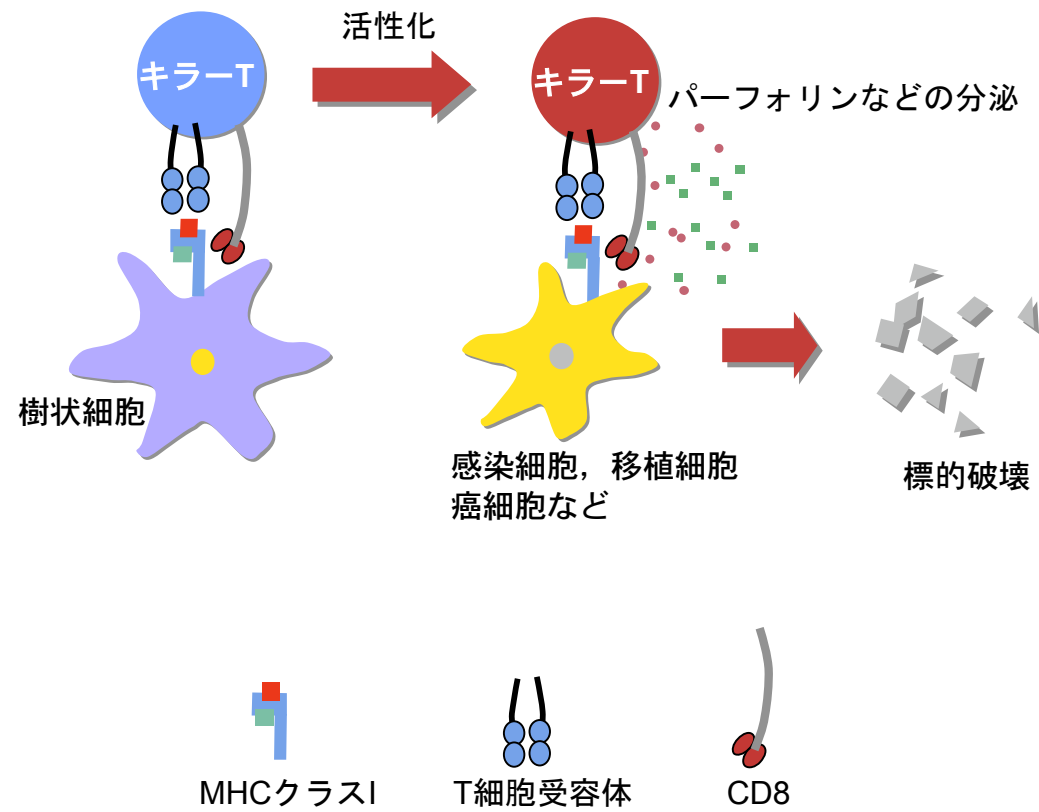 活性化
キラーT
キラーT
パーフォリンなどの分泌
樹状細胞
感染細胞，移植細胞
癌細胞など
標的破壊
MHCクラスI
T細胞受容体
CD8